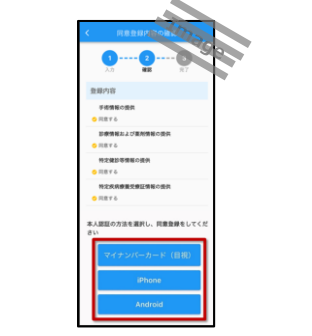 同意登録内容の確認
1
2
3
入力
確認
完了
登録内容
手術情報の提供
同意する
診療情報および薬剤情報の提供
同意する
特定健診等情報の提供
同意する
特定疾病療養受療証情報の提供
同意する
本人認証の方法を選択し、同意登録をしてくだ
さい
マイナンバーカード（目視）
iPhone
Android